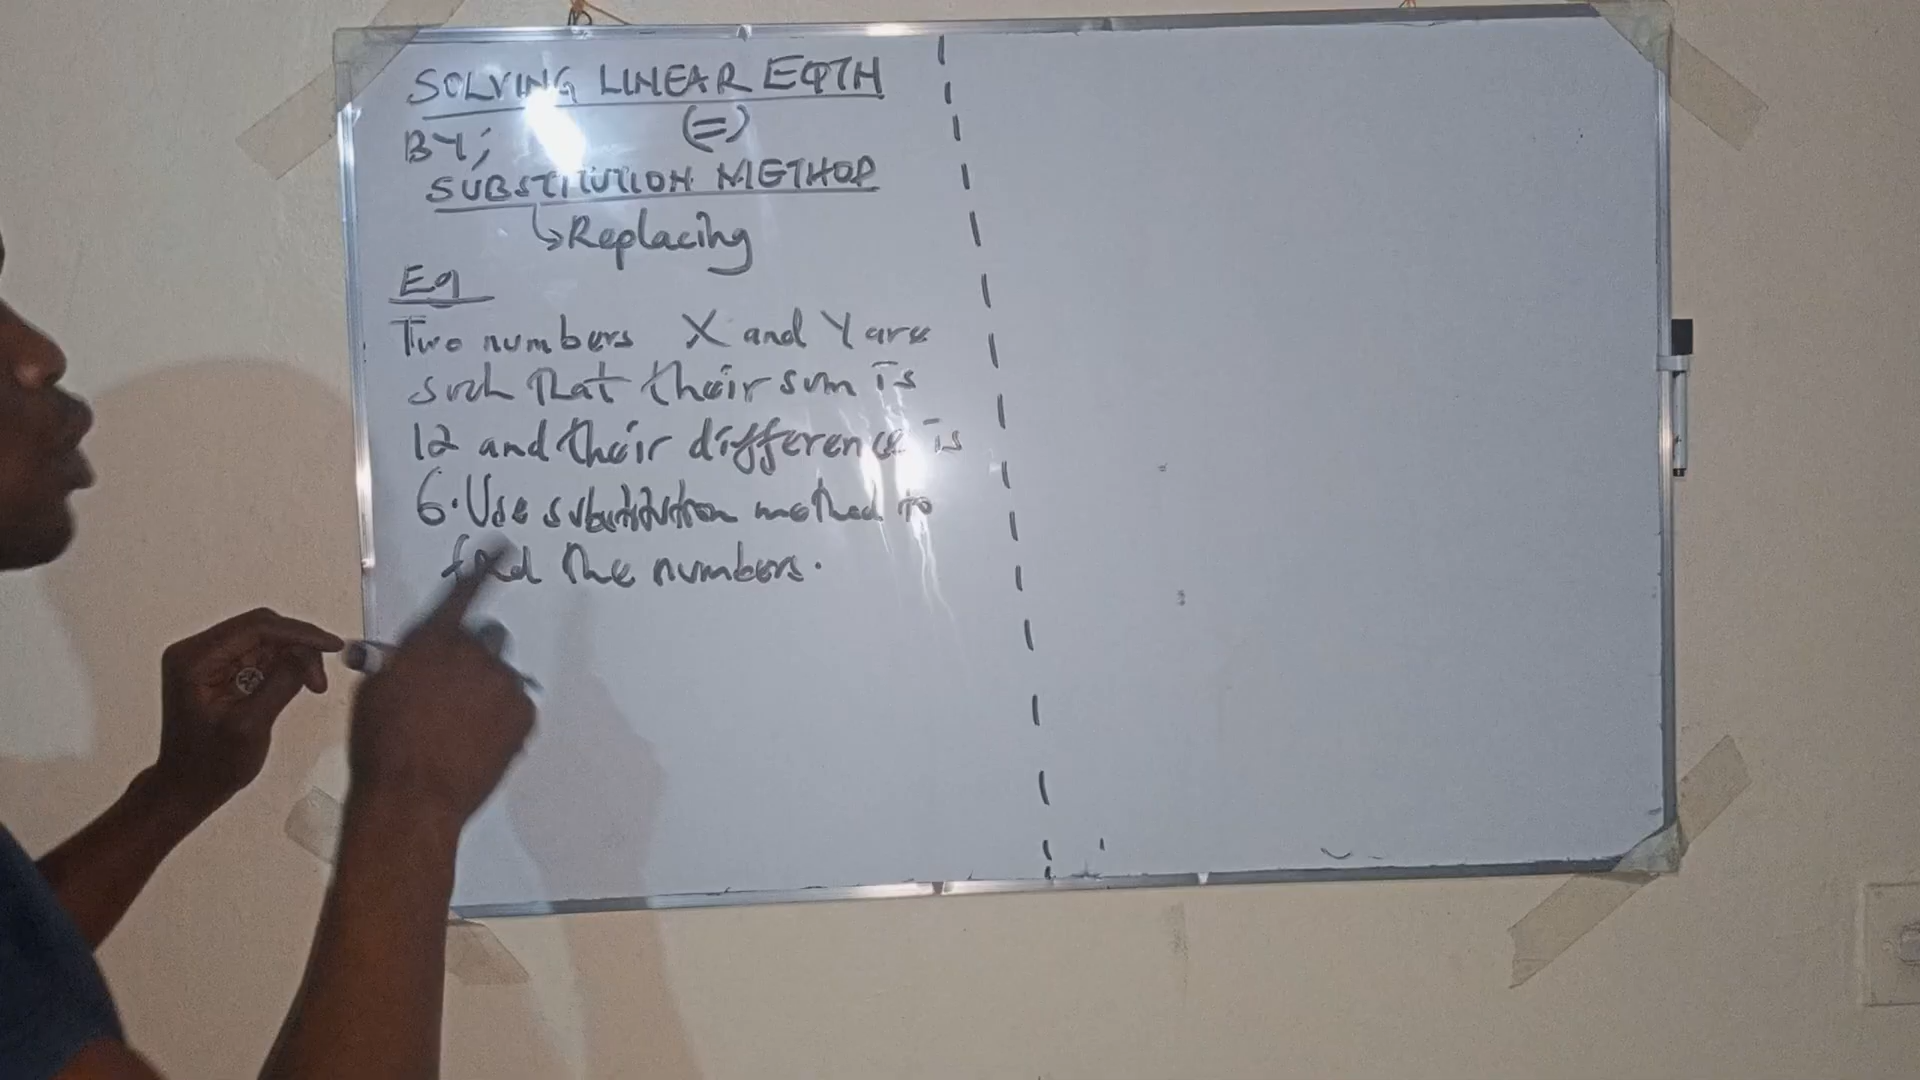 SOLVING LINEAR EQTN
BY; (=)
SUBSTITUTION METHOD
↳Replacing
Eg
Two numbers X and Y are
such that their sum is
12 and their difference is
6. Use substitution method to
find the numbers.